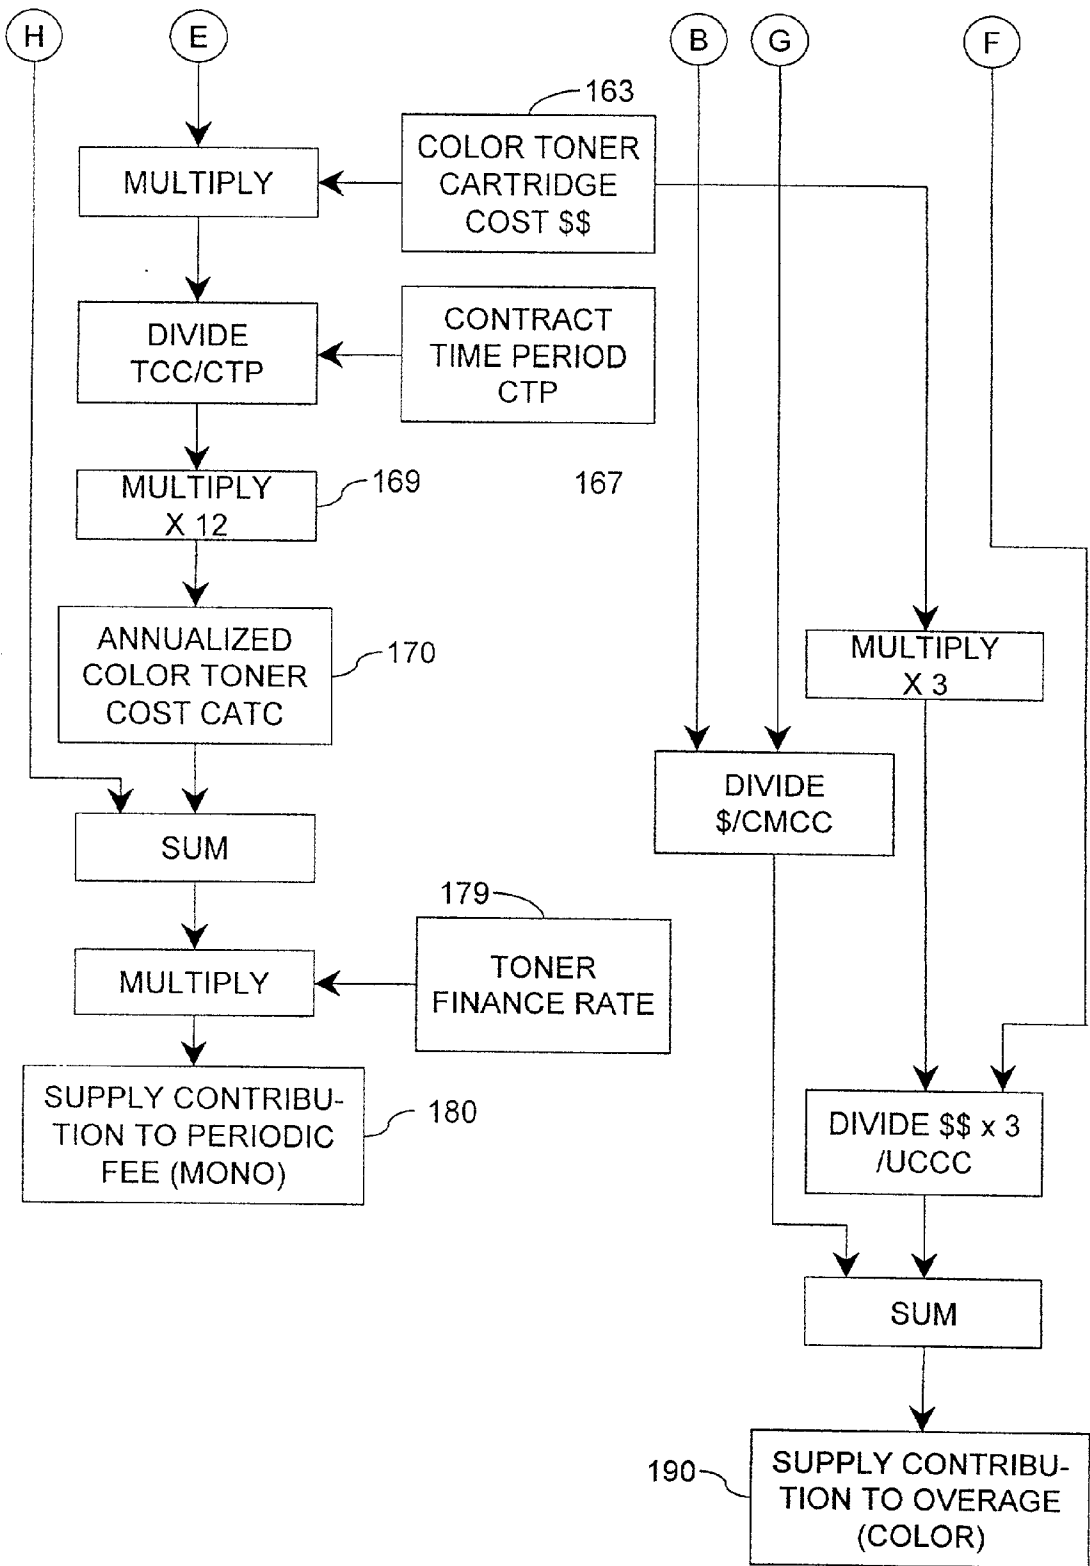 H
E
B
G
F
163
MULTIPLY
COLOR TONER
CARTRIDGE
COST $$
DIVIDE
TCC/CTP
CONTRACT
TIME PERIOD
CTP
MULTIPLY
X 12
169
167
ANNUALIZED
COLOR TONER
COST CATC
170
MULTIPLY
X 3
DIVIDE
$/CMCC
SUM
179
MULTIPLY
TONER
FINANCE RATE
SUPPLY CONTRIBU-
TION TO PERIODIC
FEE (MONO)
180
DIVIDE $$ x 3
/UCCC
SUM
190
SUPPLY CONTRIBU-
TION TO OVERAGE
(COLOR)